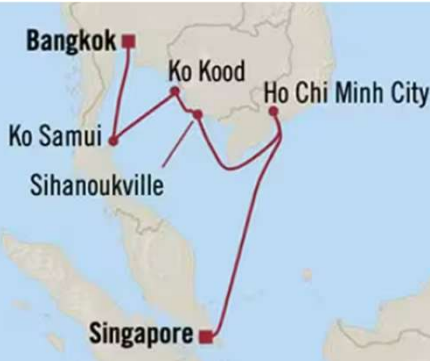 Bangkok
Ko Kood
Ho Chi Minh City
Ko Samui
Sihanoukville
Singapore